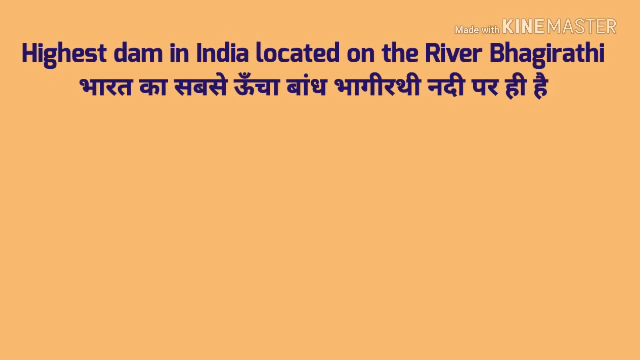 Made with KINEMASTER
Highest dam in India located on the River Bhagirathi
भारत का सबसे ऊँचा बांध भागीरथी नदी पर ही है